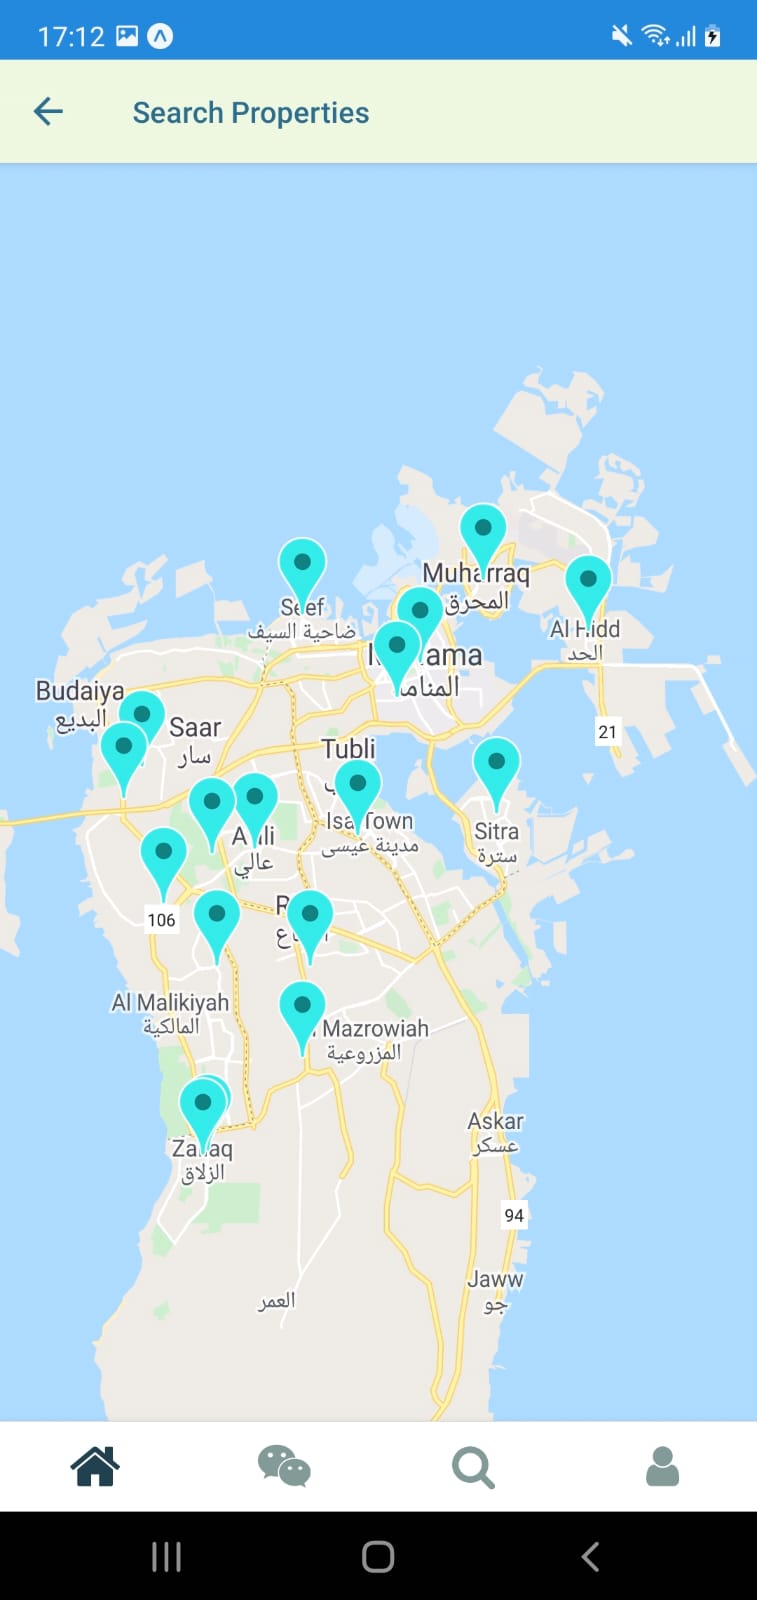 17:12
Search Properties
Muharraq
المحرق
Seef
ضاحية السيف
Al Hidd
الحد
المنامة
Budaiya
البديع
Saar
سار
21
Tubli
Isa Town
مدينة عيسى
Sitra
سترة
A'ali
عالي
106
Al Malikiyah
المالكية
Mazrowiah
المزروعية
Askar
عسكر
Zallaq
الزلاق
94
Jaww
جو
العمر